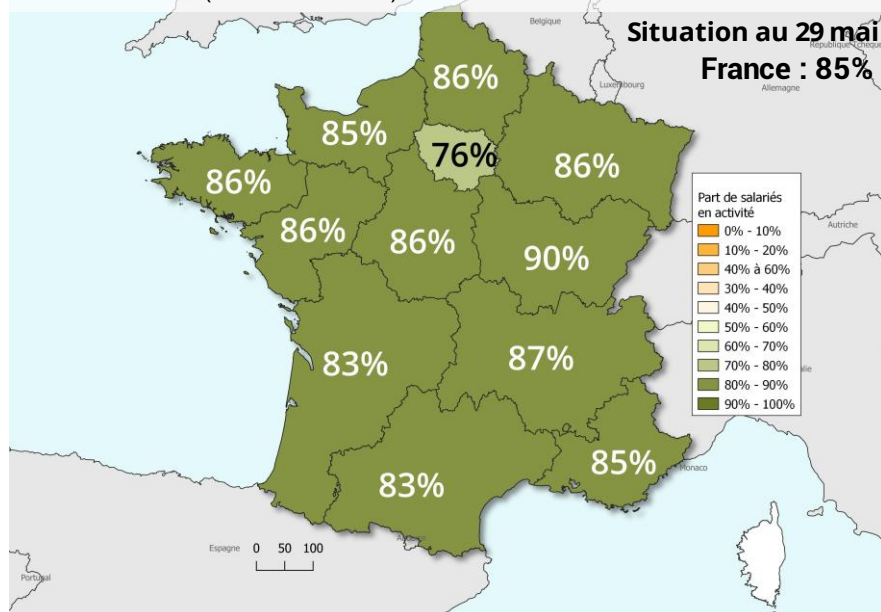 Situation au 29 mai
France : 85%
Belgique
République Tchèque
Luxembourg
Allemagne
86%
85%
76%
86%
86%
86%
86%
90%
83%
87%
83%
85%
Part de salariés
en activité
0% - 10%
10% - 20%
40% à 60%
30% - 40%
40% - 50%
50% - 60%
60% - 70%
70% - 80%
80% - 90%
90% - 100%
Autriche
Monaco
Espagne
0 50 100
Portugal